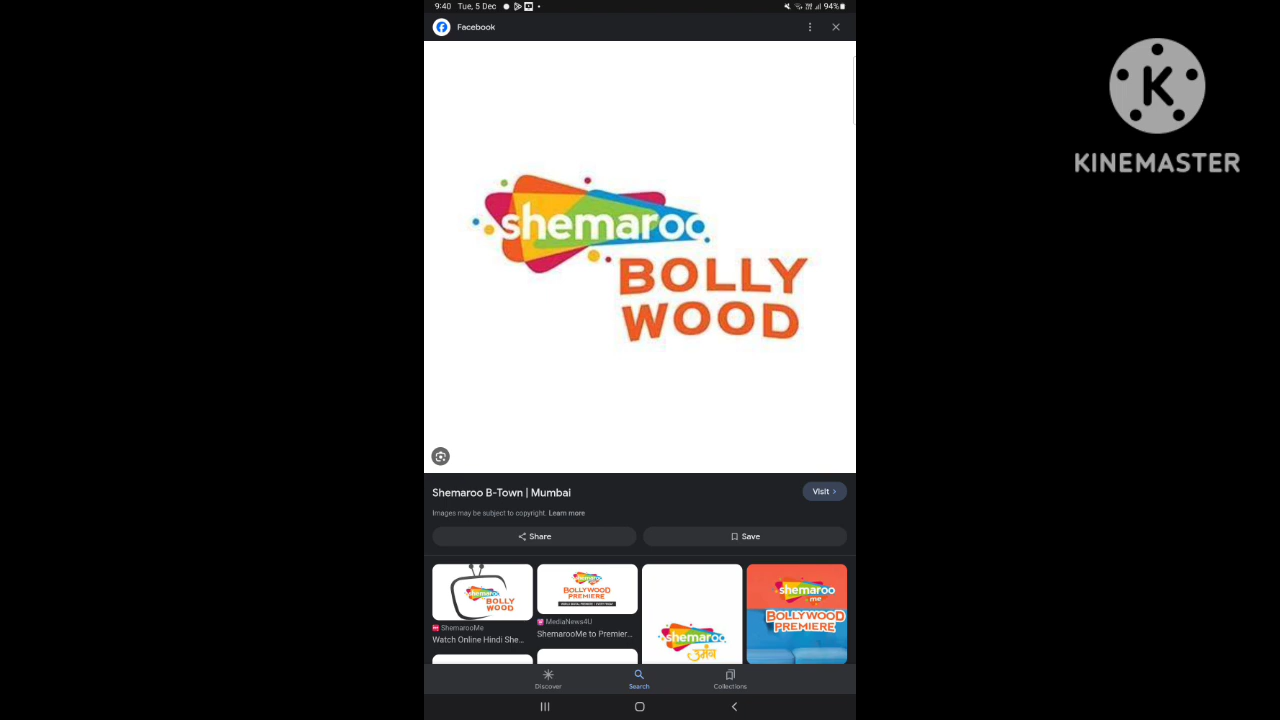 9:40 Tue, 5 Dec
94%
Facebook
K
KINEMASTER
shemaroo
BOLLY
WOOD
Shemaroo B-Town | Mumbai
Visit
Images may be subject to copyright. Learn more
Share
Save
shemaroo
BOLLY
WOOD
ShemarooMe
Watch Online Hindi She...
shemaroo
BOLLYWOOD
PREMIERE
MediaNews4U
ShemarooMe to Premier...
shemaroo
उमंग
shemaroo
me
BOLLYWOOD
PREMIERE
Discover
Search
Collections